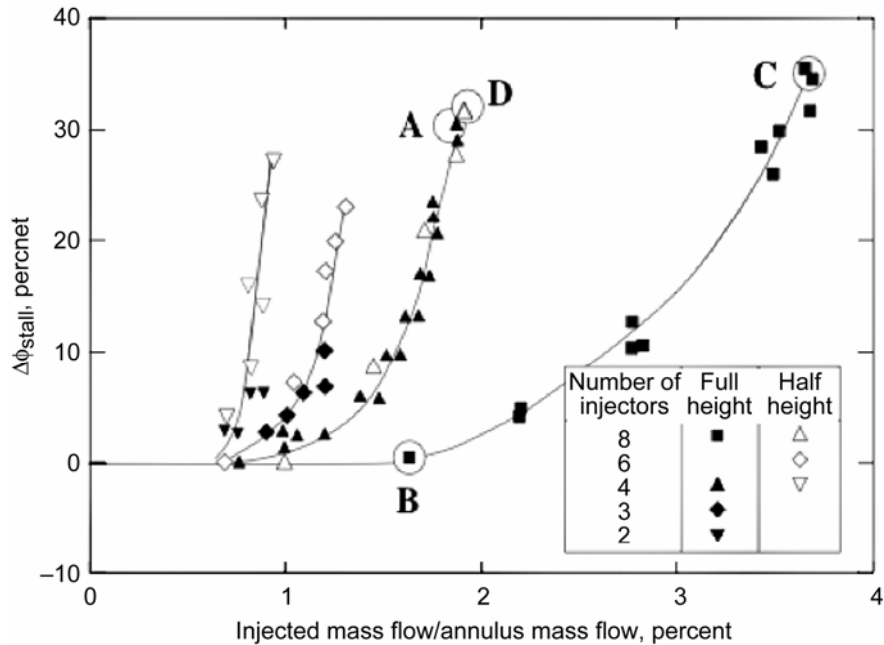 40
30
20
10
0
–10
Δϕstall, percnet
A
D
C
B
Number of injectors Full height Half height
8
6
4
3
2
0 1 2 3 4
Injected mass flow/annulus mass flow, percent